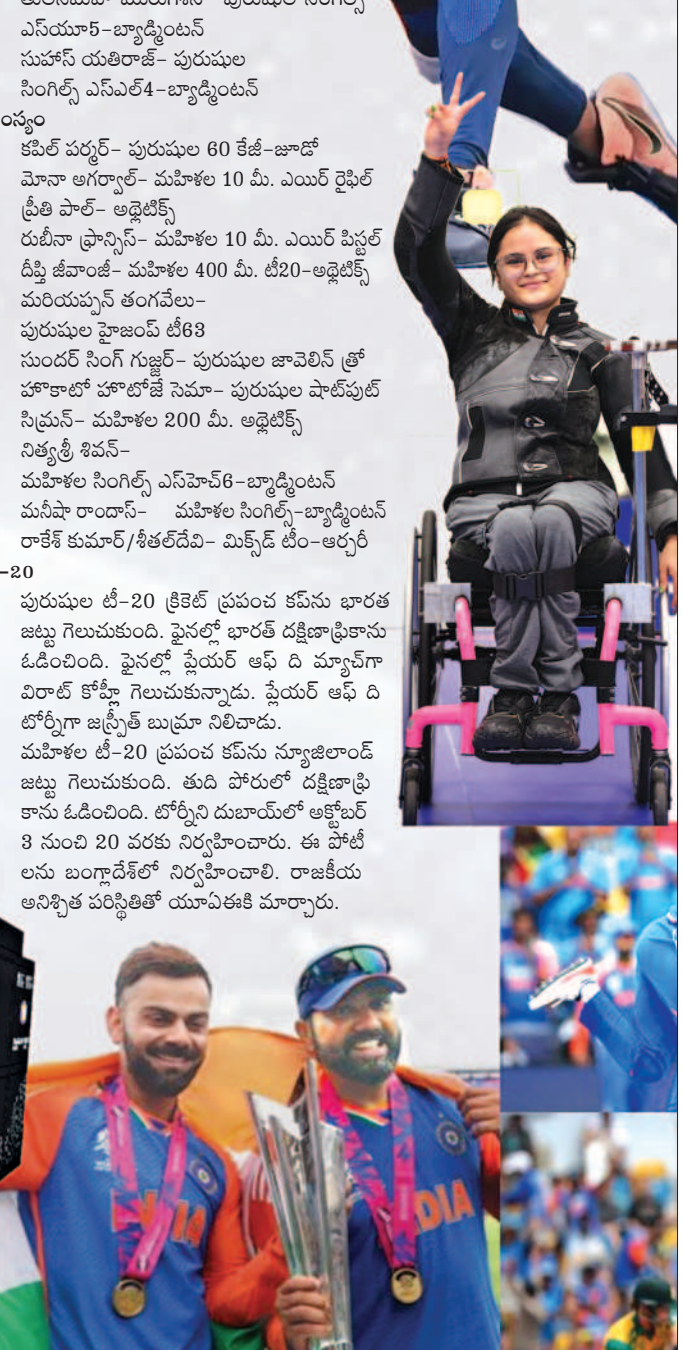 ఎస్‌యూ5-బ్యాడ్మింటన్
సుహాస్ యతిరాజ్- పురుషుల
సింగిల్స్ ఎస్ఎల్4-బ్యాడ్మింటన్
ంస్యం
కపిల్ పర్మర్- పురుషుల 60 కేజీ-జూడో
మోనా అగర్వాల్- మహిళల 10 మీ. ఎయిర్ రైఫిల్
ప్రీతి పాల్- అథ్లెటిక్స్
రుబీనా ఫ్రాన్సిస్- మహిళల 10 మీ. ఎయిర్ పిస్టల్
దీప్తి జీవాంజీ- మహిళల 400 మీ. టీ20-అథ్లెటిక్స్
మరియప్పన్ తంగవేలు-
పురుషుల హైజంప్ టీ63
సుందర్ సింగ్ గుజ్జర్- పురుషుల జావెలిన్ త్రో
హొకాటో హొటోజే సెమా- పురుషుల షాట్‌పుట్
సిమ్రన్- మహిళల 200 మీ. అథ్లెటిక్స్
నిత్యశ్రీ శివన్-
మహిళల సింగిల్స్ ఎస్‌హెచ్6-బ్మాడ్మింటన్
మనీషా రాందాస్- మహిళల సింగిల్స్-బ్యాడ్మింటన్
రాకేశ్ కుమార్/శీతల్‌దేవి- మిక్స్‌డ్ టీం-ఆర్చరీ
-20
పురుషుల టీ-20 క్రికెట్ ప్రపంచ కప్‌ను భారత
జట్టు గెలుచుకుంది. ఫైనల్లో భారత్ దక్షిణాఫ్రికాను
ఓడించింది. ఫైనల్లో ప్లేయర్ ఆఫ్ ది మ్యాచ్‌గా
విరాట్ కోహ్లీ గెలుచుకున్నాడు. ప్లేయర్ ఆఫ్ ది
టోర్నీగా జస్ప్రీత్ బుమ్రా నిలిచాడు.
మహిళల టీ-20 ప్రపంచ కప్‌ను న్యూజిలాండ్
జట్టు గెలుచుకుంది. తుది పోరులో దక్షిణాఫ్రి
కాను ఓడించింది. టోర్నీని దుబాయ్‌లో అక్టోబర్
3 నుంచి 20 వరకు నిర్వహించారు. ఈ పోటీ
లను బంగ్లాదేశ్‌లో నిర్వహించాలి. రాజకీయ
అనిశ్చిత పరిస్థితితో యూఏఈకి మార్చారు.
INDIA
DIA